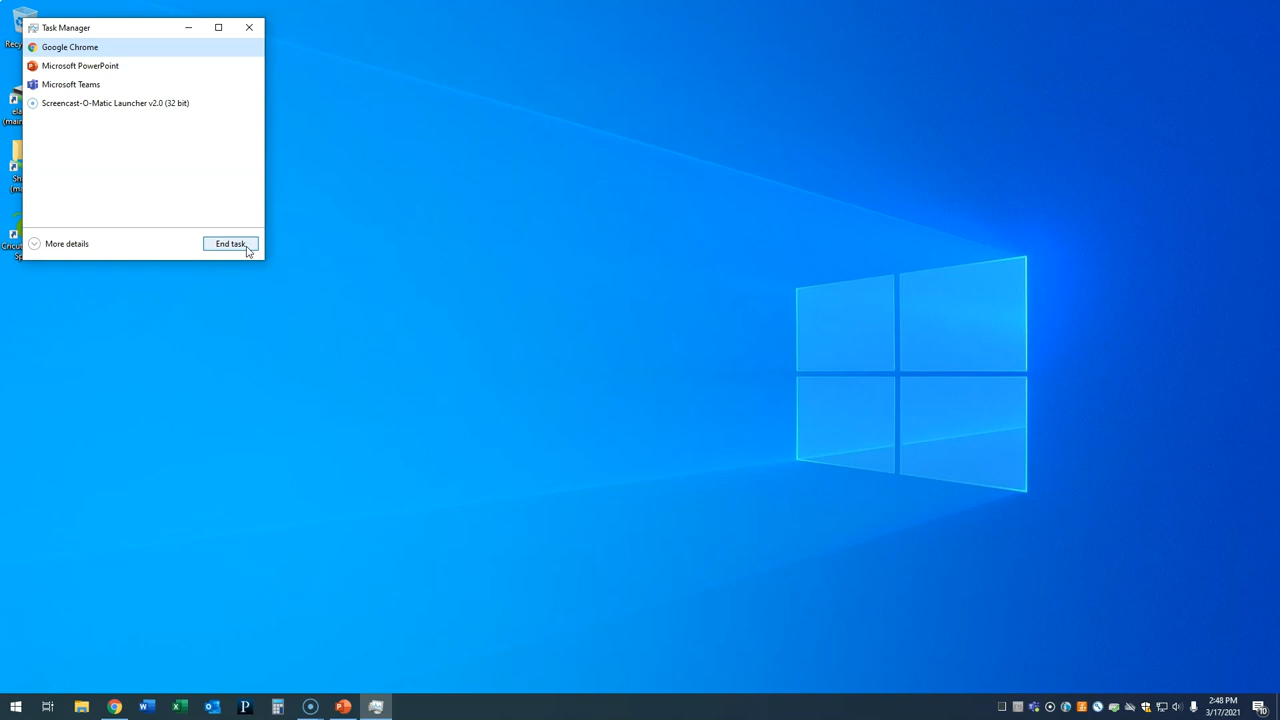 Task Manager
Google Chrome
Microsoft PowerPoint
Microsoft Teams
Screencast-O-Matic Launcher v2.0 (32 bit)
More details
End task
2:48 PM
3/17/2021
10